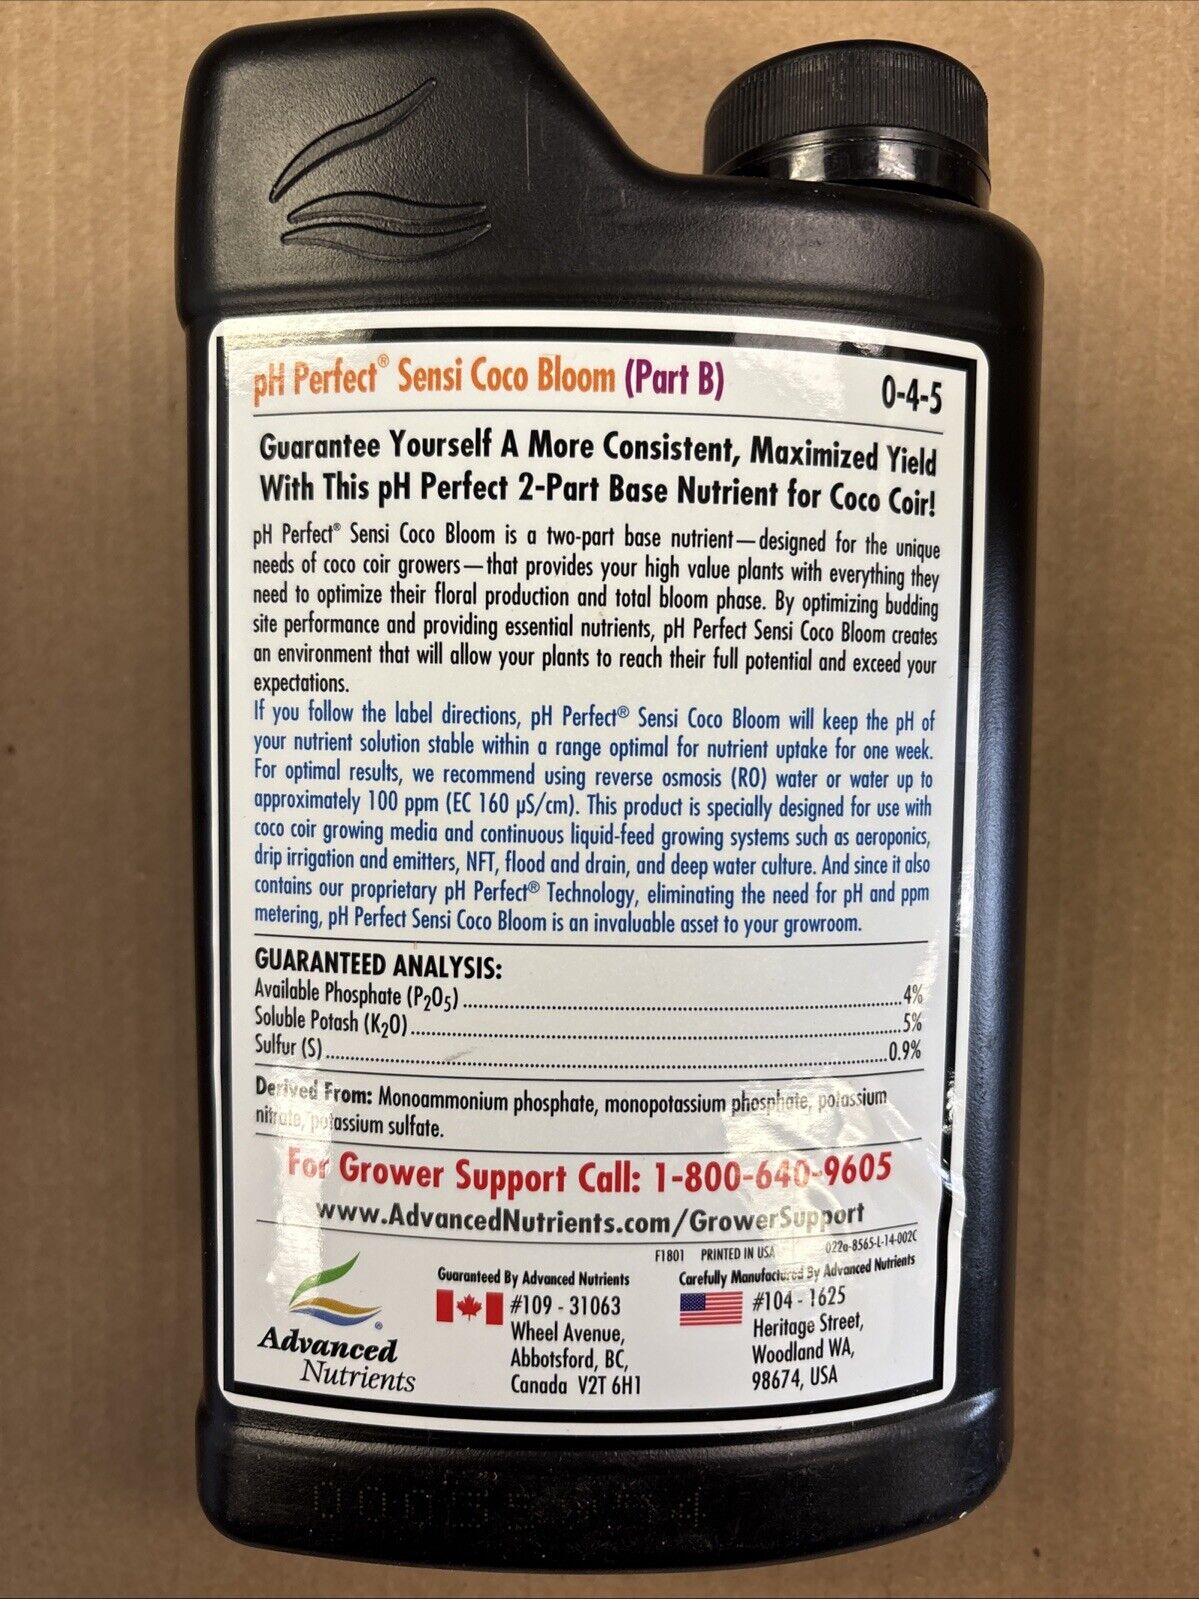 pH Perfect® Sensi Coco Bloom (Part B) 0-4-5
Guarantee Yourself A More Consistent, Maximized Yield
With This pH Perfect 2-Part Base Nutrient for Coco Coir!
pH Perfect® Sensi Coco Bloom is a two-part base nutrient—designed for the unique
needs of coco coir growers—that provides your high value plants with everything they
need to optimize their floral production and total bloom phase. By optimizing budding
site performance and providing essential nutrients, pH Perfect Sensi Coco Bloom creates
an environment that will allow your plants to reach their full potential and exceed your
expectations.
If you follow the label directions, pH Perfect® Sensi Coco Bloom will keep the pH of
your nutrient solution stable within a range optimal for nutrient uptake for one week.
For optimal results, we recommend using reverse osmosis (RO) water or water up to
approximately 100 ppm (EC 160 µS/cm). This product is specially designed for use with
coco coir growing media and continuous liquid-feed growing systems such as aeroponics,
drip irrigation and emitters, NFT, flood and drain, and deep water culture. And since it also
contains our proprietary pH Perfect® Technology, eliminating the need for pH and ppm
metering, pH Perfect Sensi Coco Bloom is an invaluable asset to your growroom.
GUARANTEED ANALYSIS:
Available Phosphate (P₂O₅) 4%
Soluble Potash (K₂O) 5%
Sulfur (S) 0.9%
Derived From: Monoammonium phosphate, monopotassium phosphate, potassium
nitrate, potassium sulfate.
For Grower Support Call: 1-800-640-9605
www.AdvancedNutrients.com/GrowerSupport
F1801 PRINTED IN USA 022a-8565-L-14-002C
Guaranteed By Advanced Nutrients
#109 - 31063
Wheel Avenue,
Abbotsford, BC,
Canada V2T 6H1
Carefully Manufactured By Advanced Nutrients
#104 - 1625
Heritage Street,
Woodland WA,
98674, USA
Advanced
Nutrients®